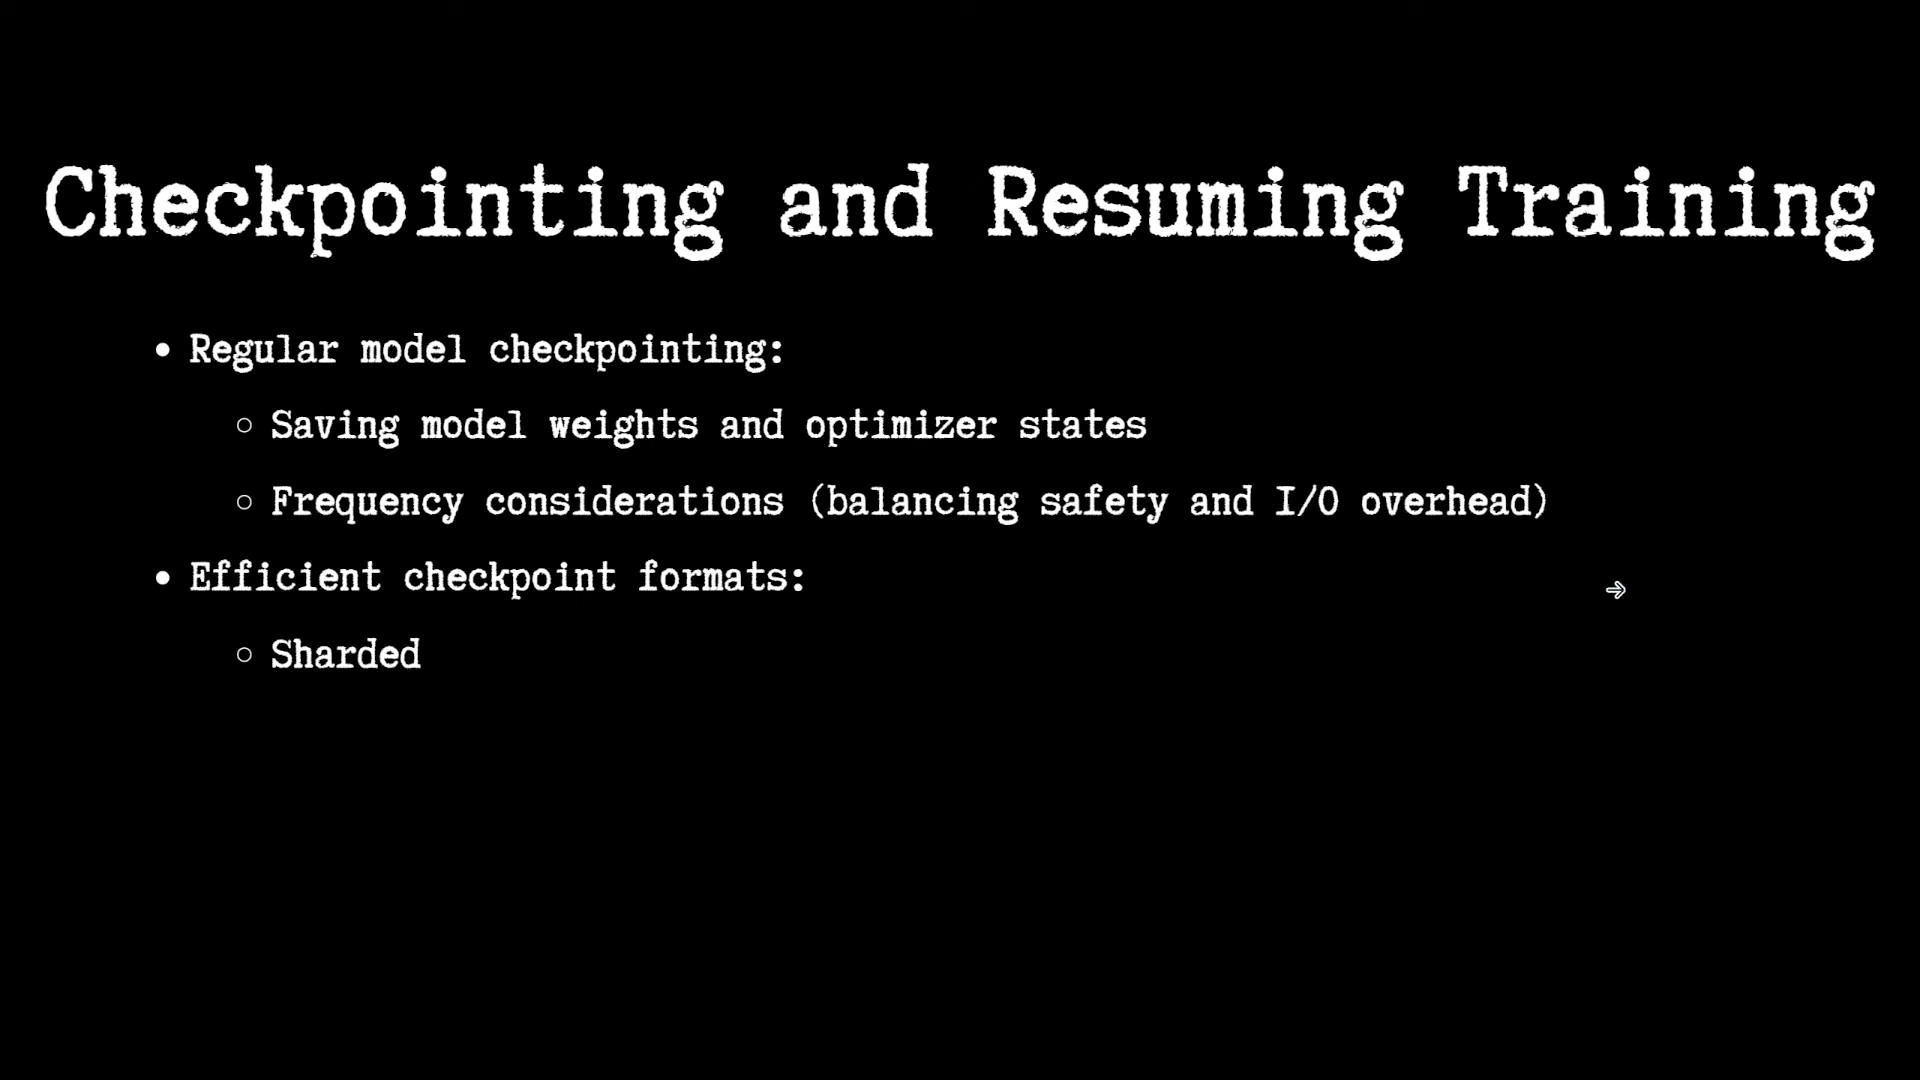 Checkpointing and Resuming Training
• Regular model checkpointing:
○ Saving model weights and optimizer states
○ Frequency considerations (balancing safety and I/O overhead)
• Efficient checkpoint formats:
○ Sharded